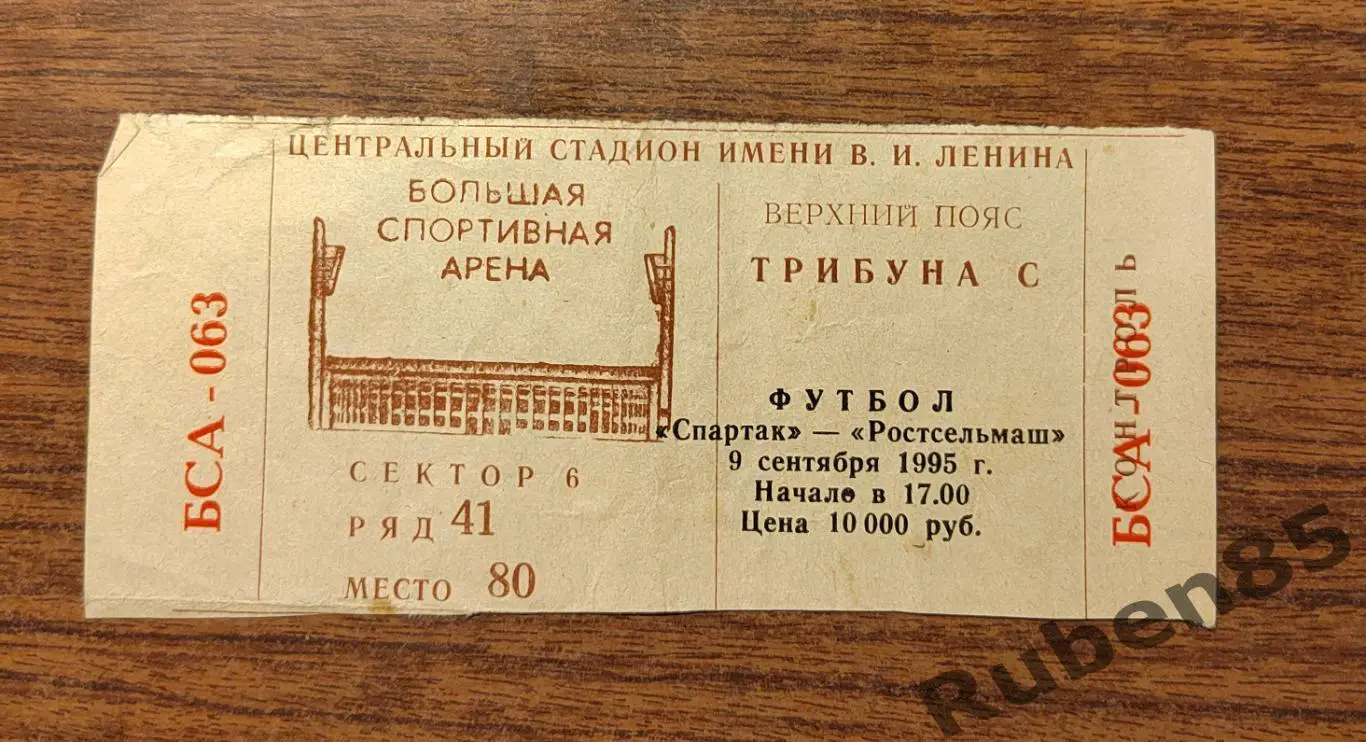 ЦЕНТРАЛЬНЫЙ СТАДИОН ИМЕНИ В. И. ЛЕНИНА
БОЛЬШАЯ
СПОРТИВНАЯ
АРЕНА
ВЕРХНИЙ ПОЯС
ТРИБУНА С
БСА - 063
ФУТБОЛ
«Спартак» — «Ростсельмаш»
9 сентября 1995 г.
Начало в 17.00
Цена 10 000 руб.
СЕКТОР 6
РЯД 41
МЕСТО 80
КОНТРОЛЬ
БСА - 063
Ruben85